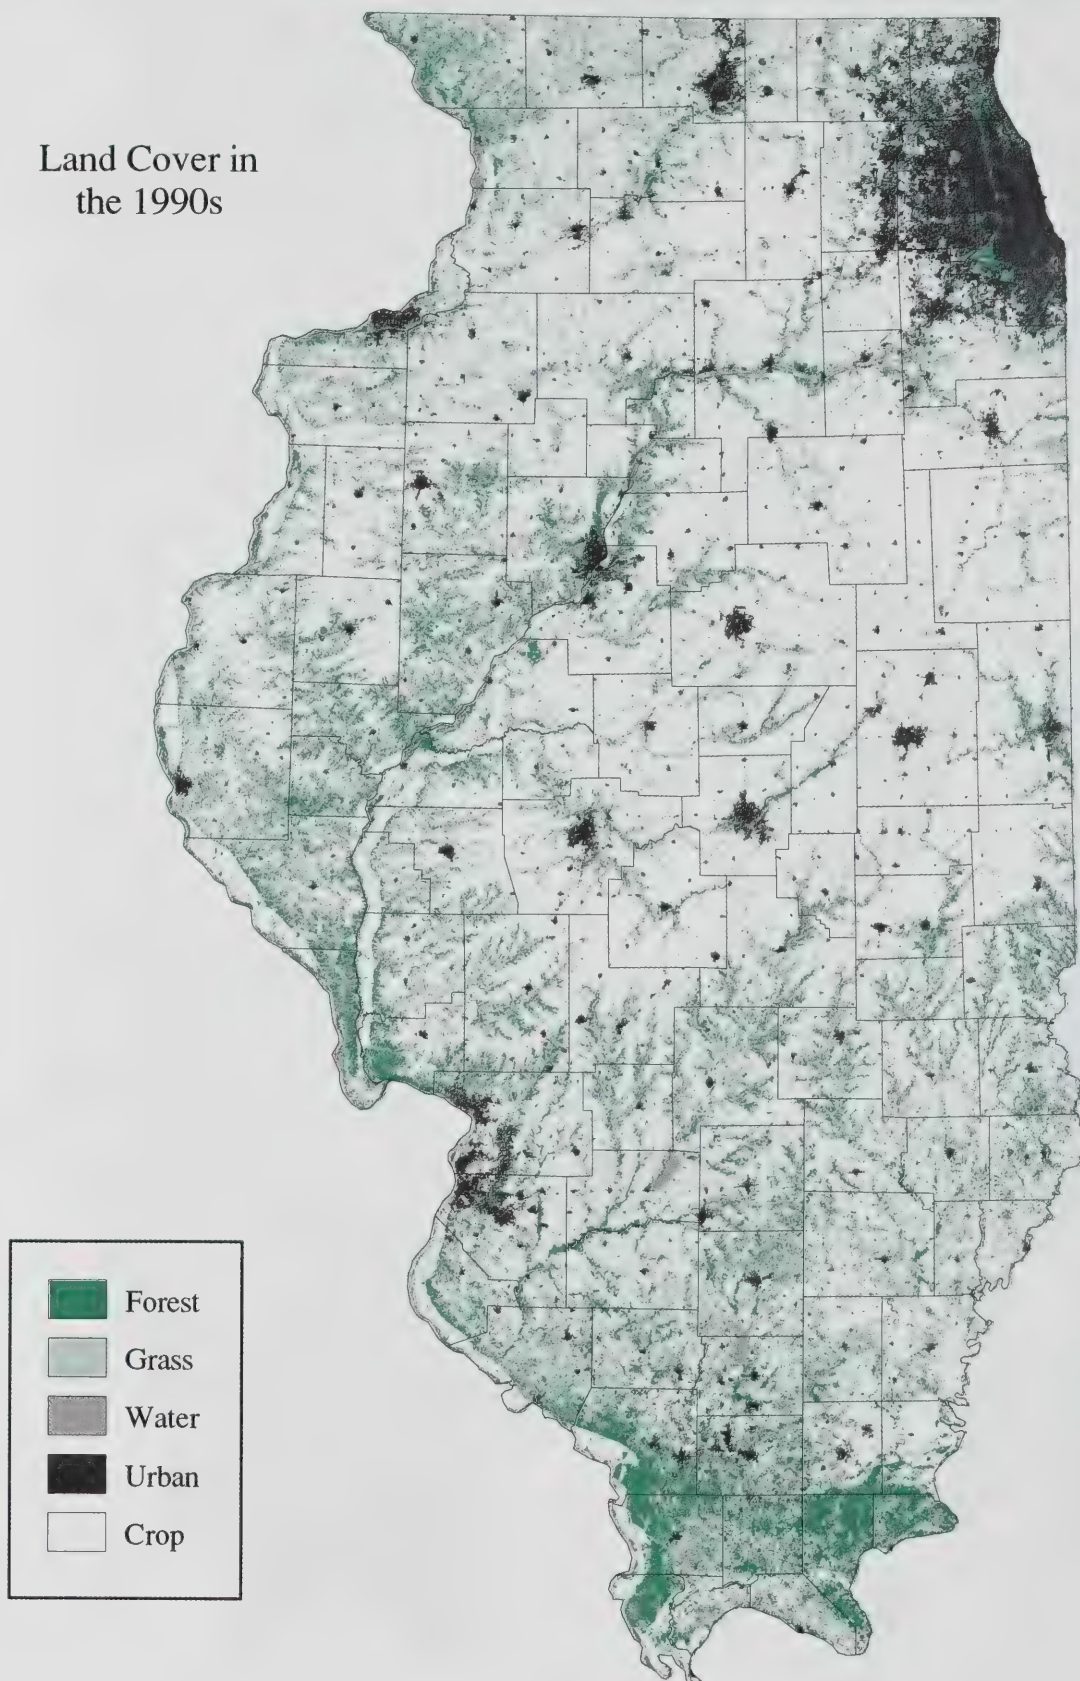 Land Cover in
the 1990s
Forest
Grass
Water
Urban
Crop